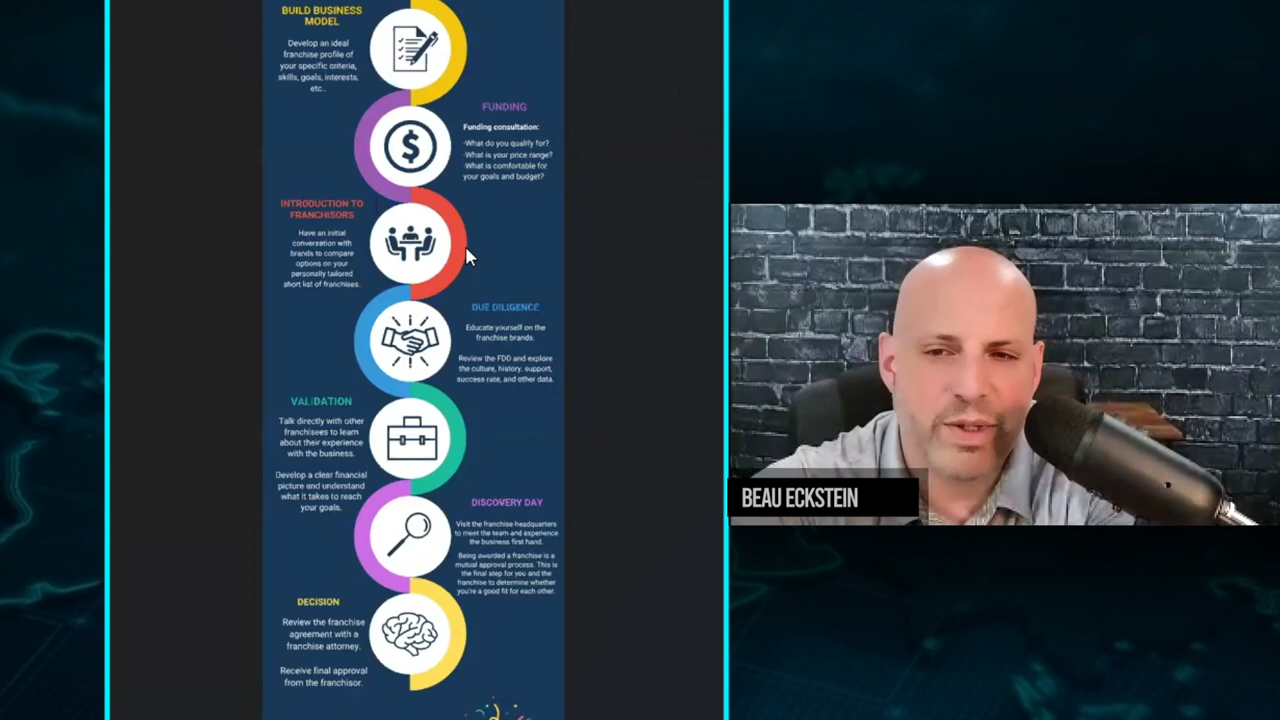 BUILD BUSINESS
MODEL
Develop an ideal
franchise profile of
your specific criteria,
skills, goals, interests,
etc..
FUNDING
Funding consultation:
-What do you qualify for?
-What is your price range?
-What is comfortable for
your goals and budget?
INTRODUCTION TO
FRANCHISORS
Have an initial
conversation with
brands to compare
options on your
personally tailored
short list of franchises.
DUE DILIGENCE
Educate yourself on the
franchise brands.
Review the FDD and explore
the culture, history, support,
success rate, and other data.
VALIDATION
Talk directly with other
franchisees to learn
about their experience
with the business.
Develop a clear financial
picture and understand
what it takes to reach
your goals.
DISCOVERY DAY
Visit the franchise headquarters
to meet the team and experience
the business first hand.
Being awarded a franchise is a
mutual approval process. This is
the final step for you and the
franchise to determine whether
you're a good fit for each other.
DECISION
Review the franchise
agreement with a
franchise attorney.
Receive final approval
from the franchisor.
BEAU ECKSTEIN